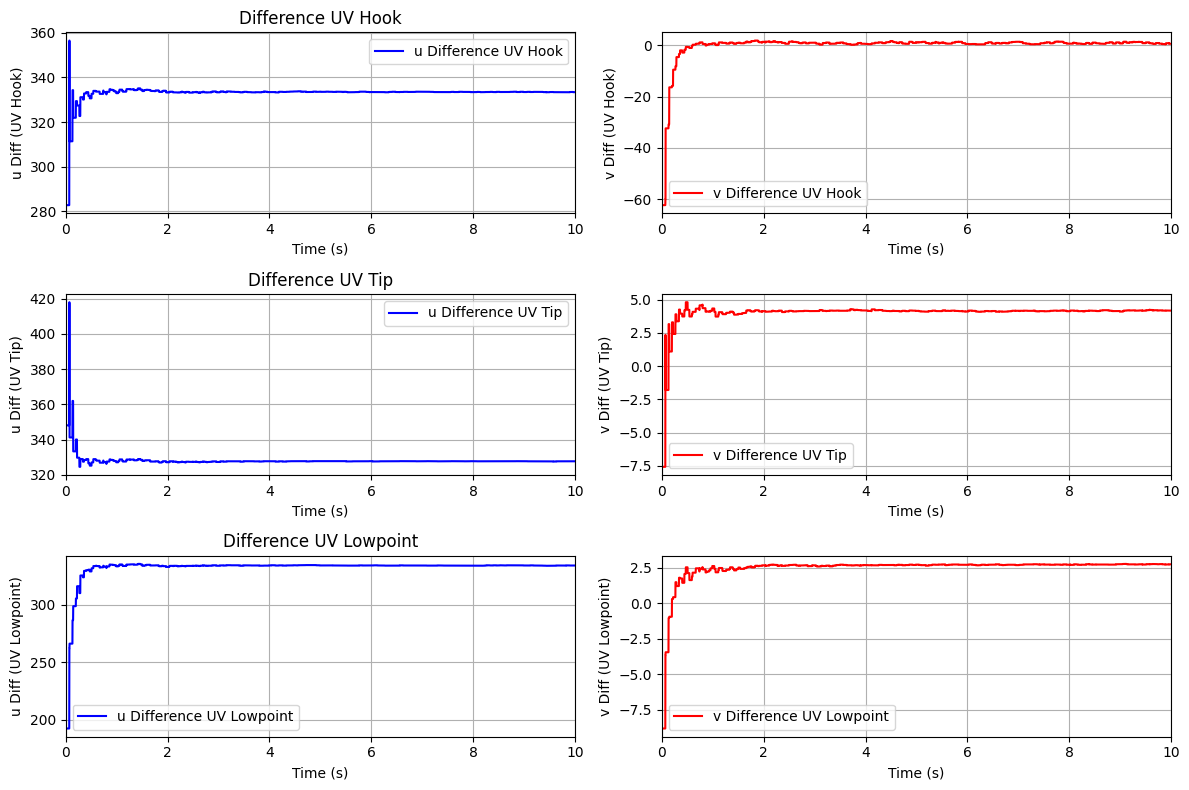 Difference UV Hook
u Diff (UV Hook)
360
340
320
300
280
u Difference UV Hook
0 2 4 6 8 10
Time (s)
v Diff (UV Hook)
0
−20
−40
−60
v Difference UV Hook
0 2 4 6 8 10
Time (s)
Difference UV Tip
u Diff (UV Tip)
420
400
380
360
340
320
u Difference UV Tip
0 2 4 6 8 10
Time (s)
v Diff (UV Tip)
5.0
2.5
0.0
−2.5
−5.0
−7.5
v Difference UV Tip
0 2 4 6 8 10
Time (s)
Difference UV Lowpoint
u Diff (UV Lowpoint)
300
250
200
u Difference UV Lowpoint
0 2 4 6 8 10
Time (s)
v Diff (UV Lowpoint)
2.5
0.0
−2.5
−5.0
−7.5
v Difference UV Lowpoint
0 2 4 6 8 10
Time (s)